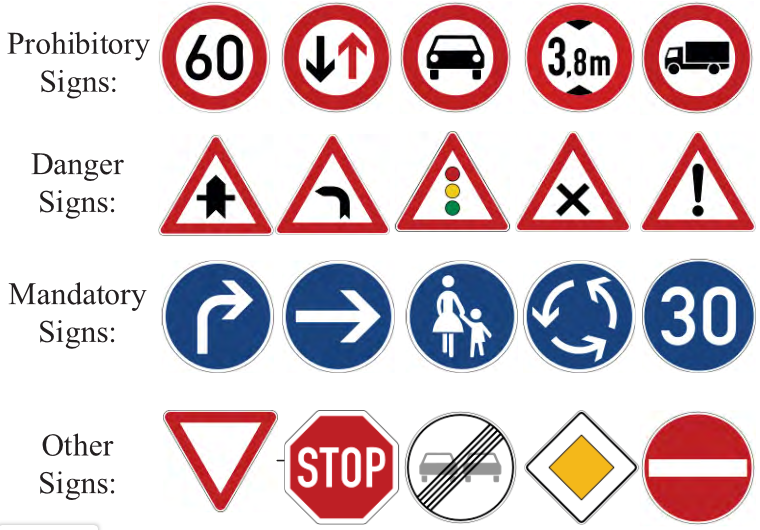 Prohibitory
Signs:
60
3,8m
Danger
Signs:
Mandatory
Signs:
30
Other
Signs:
STOP